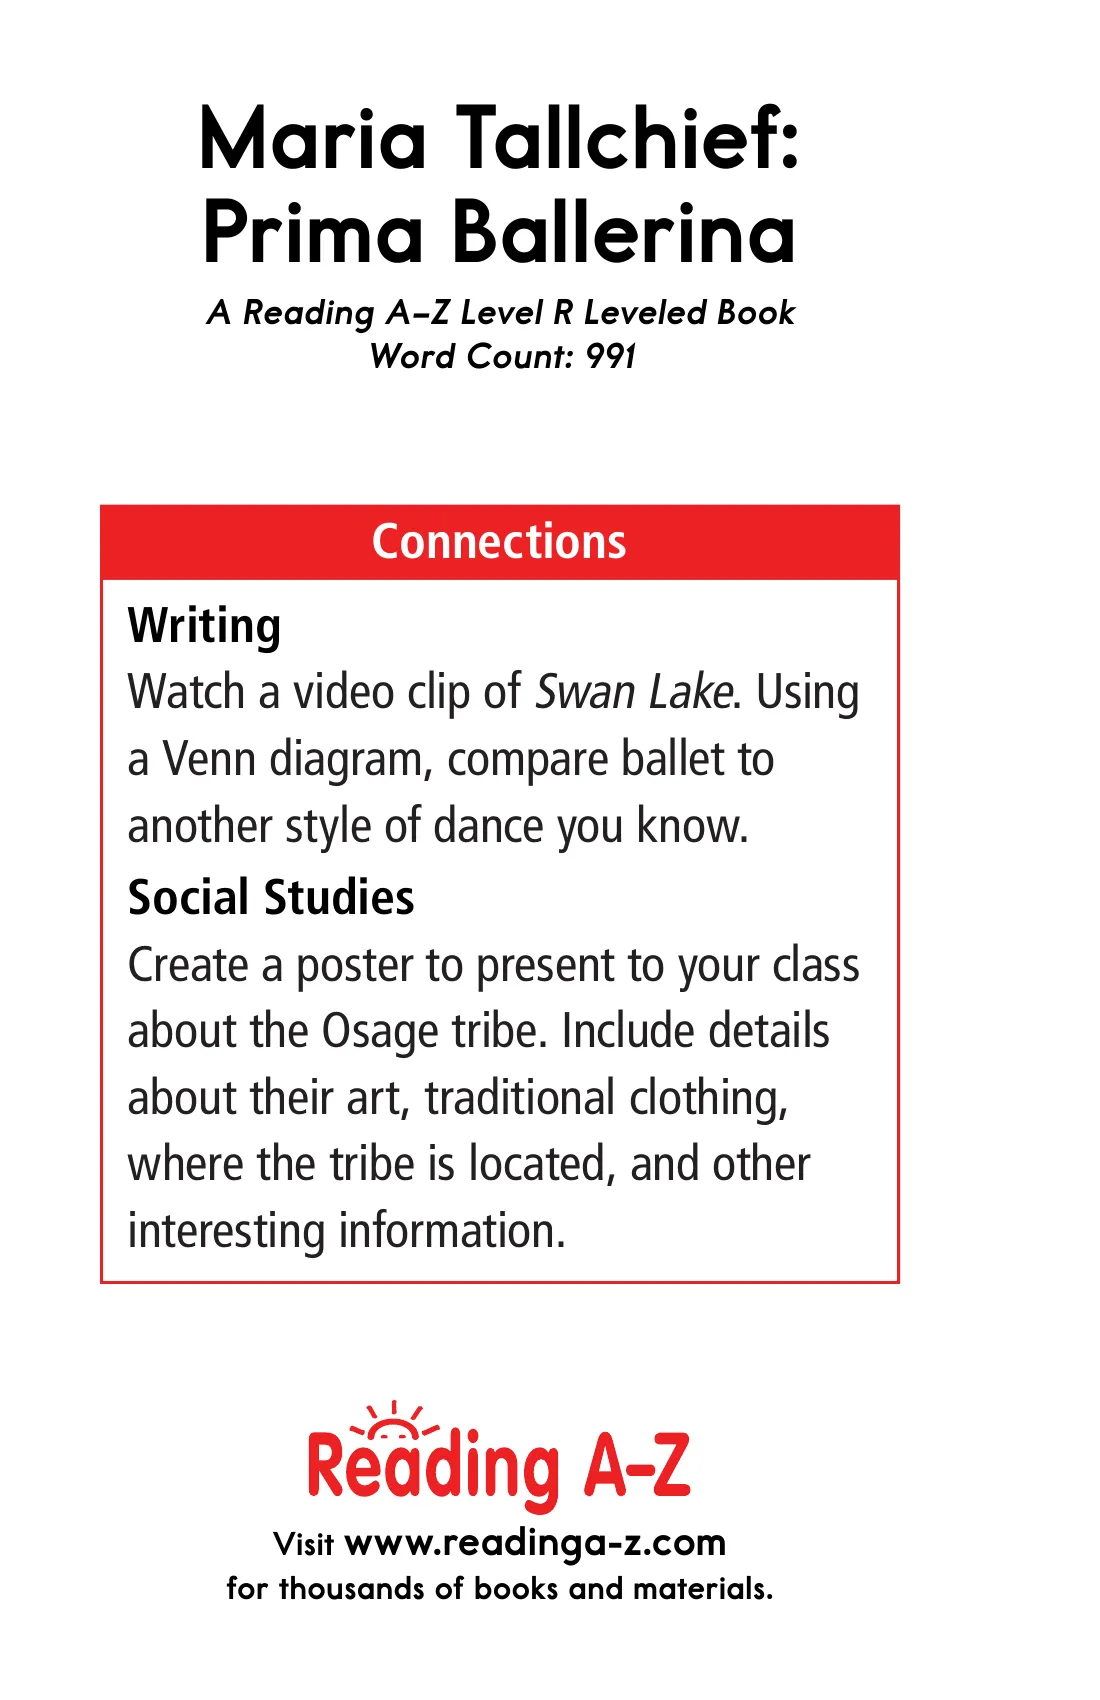 Maria Tallchief:
Prima Ballerina
A Reading A–Z Level R Leveled Book
Word Count: 991
Connections
Writing
Watch a video clip of Swan Lake. Using
a Venn diagram, compare ballet to
another style of dance you know.
Social Studies
Create a poster to present to your class
about the Osage tribe. Include details
about their art, traditional clothing,
where the tribe is located, and other
interesting information.
Reading A–Z
Visit www.readinga-z.com
for thousands of books and materials.